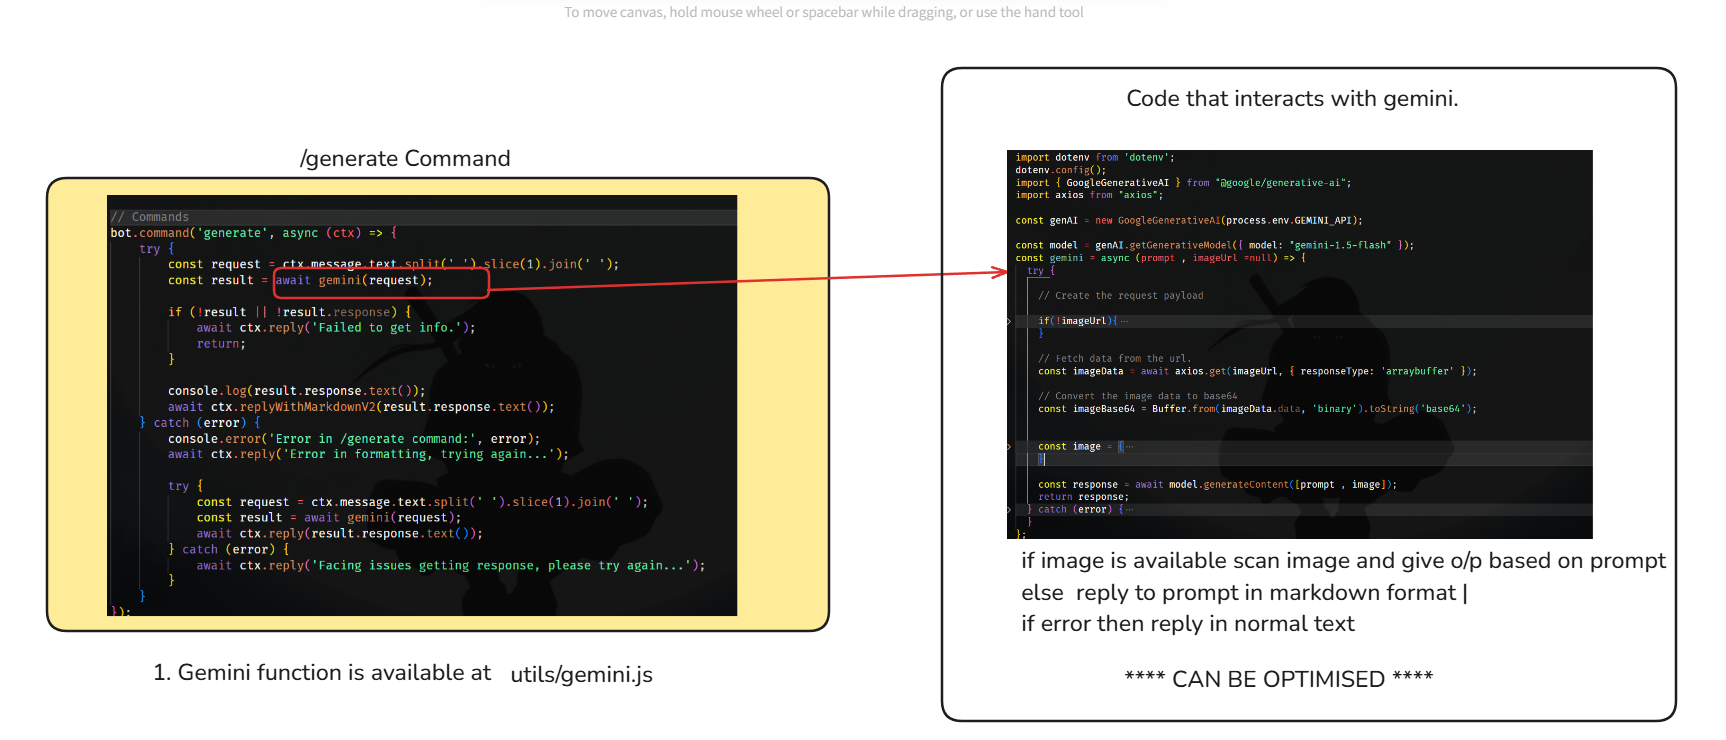 To move canvas, hold mouse wheel or spacebar while dragging, or use the hand tool
/generate Command
// Commands
bot.command('generate', async (ctx) => {
try {
const request = ctx.message.text.split(' ').slice(1).join(' ');
const result = await gemini(request);
if (!result || !result.response) {
await ctx.reply('Failed to get info.');
return;
}
console.log(result.response.text());
await ctx.replyWithMarkdownV2(result.response.text());
} catch (error) {
console.error('Error in /generate command:', error);
await ctx.reply('Error in formatting, trying again...');
try {
const request = ctx.message.text.split(' ').slice(1).join(' ');
const result = await gemini(request);
await ctx.reply(result.response.text());
} catch (error) {
await ctx.reply('Facing issues getting response, please try again...');
}
}
});
1. Gemini function is available at utils/gemini.js
Code that interacts with gemini.
import dotenv from 'dotenv';
dotenv.config();
import { GoogleGenerativeAI } from "@google/generative-ai";
import axios from "axios";
const genAI = new GoogleGenerativeAI(process.env.GEMINI_API);
const model = genAI.getGenerativeModel({ model: "gemini-1.5-flash" });
const gemini = async (prompt , imageUrl =null) => {
try {
// Create the request payload
if(!imageUrl){ ···
}
// Fetch data from the url.
const imageData = await axios.get(imageUrl, { responseType: 'arraybuffer' });
// Convert the image data to base64
const imageBase64 = Buffer.from(imageData.data, 'binary').toString('base64');
const image = { ···
}
const response = await model.generateContent([prompt , image]);
return response;
} catch (error) { ···
}
};
if image is available scan image and give o/p based on prompt
else reply to prompt in markdown format |
if error then reply in normal text
**** CAN BE OPTIMISED ****